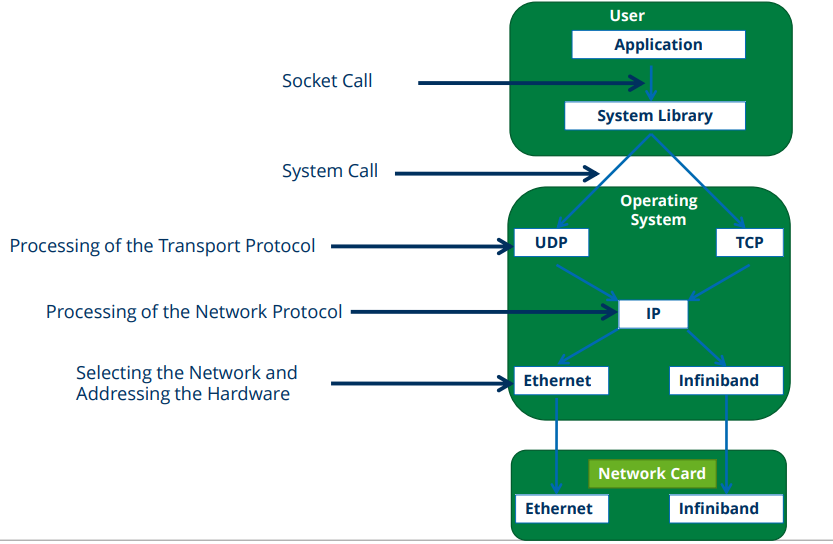 User
Application
Socket Call
System Library
System Call
Operating
System
Processing of the Transport Protocol
UDP
TCP
Processing of the Network Protocol
IP
Selecting the Network and
Addressing the Hardware
Ethernet
Infiniband
Network Card
Ethernet
Infiniband